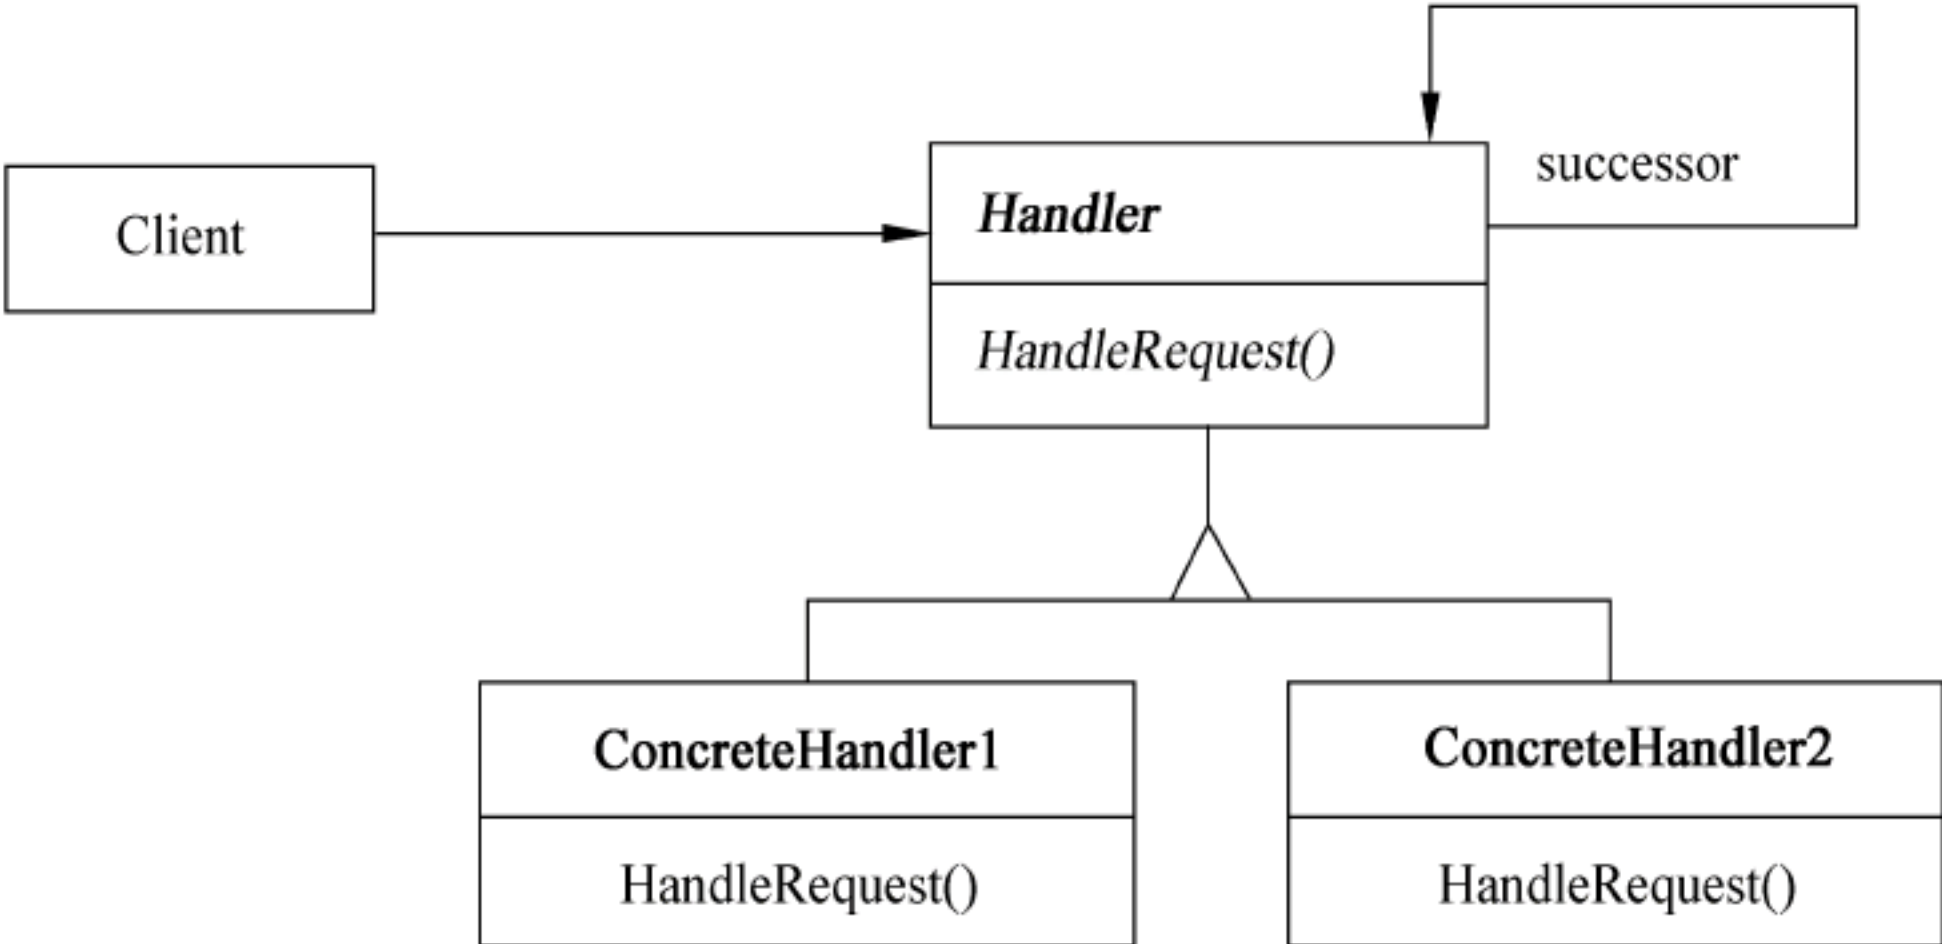 Client
Handler
HandleRequest()
successor
ConcreteHandler1
HandleRequest()
ConcreteHandler2
HandleRequest()